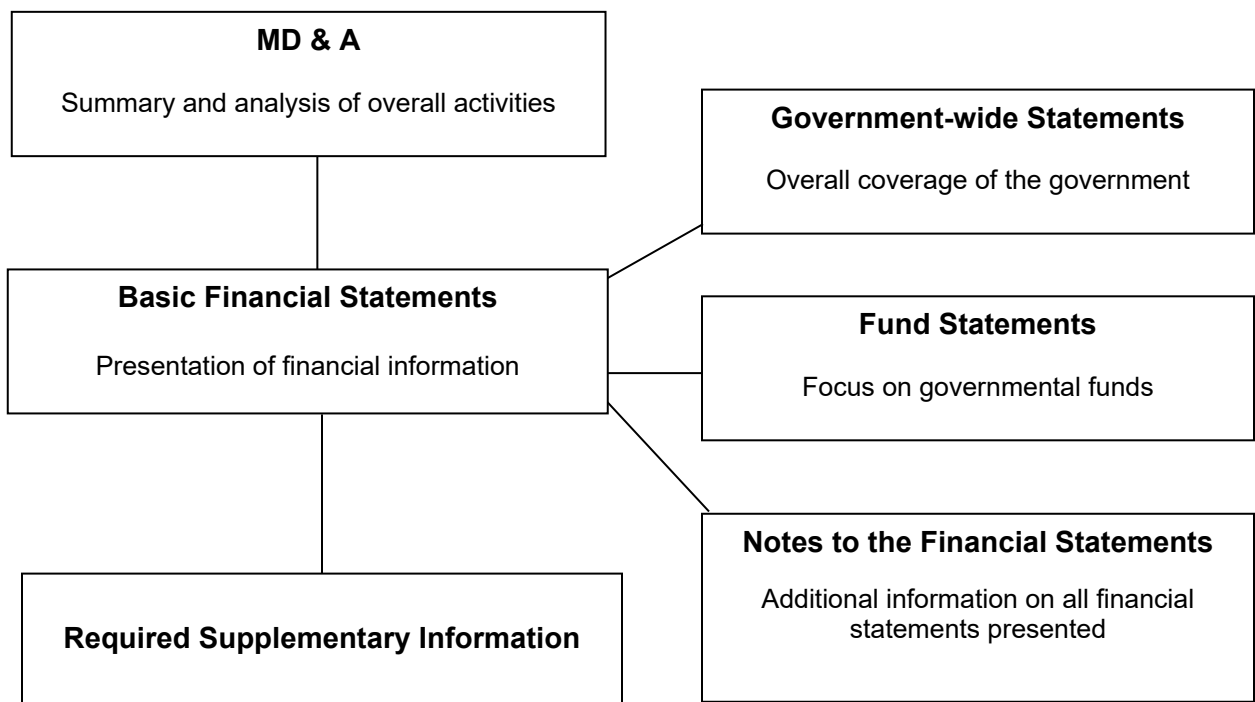 MD & A
Summary and analysis of overall activities
Government-wide Statements
Overall coverage of the government
Basic Financial Statements
Presentation of financial information
Fund Statements
Focus on governmental funds
Notes to the Financial Statements
Additional information on all financial
statements presented
Required Supplementary Information